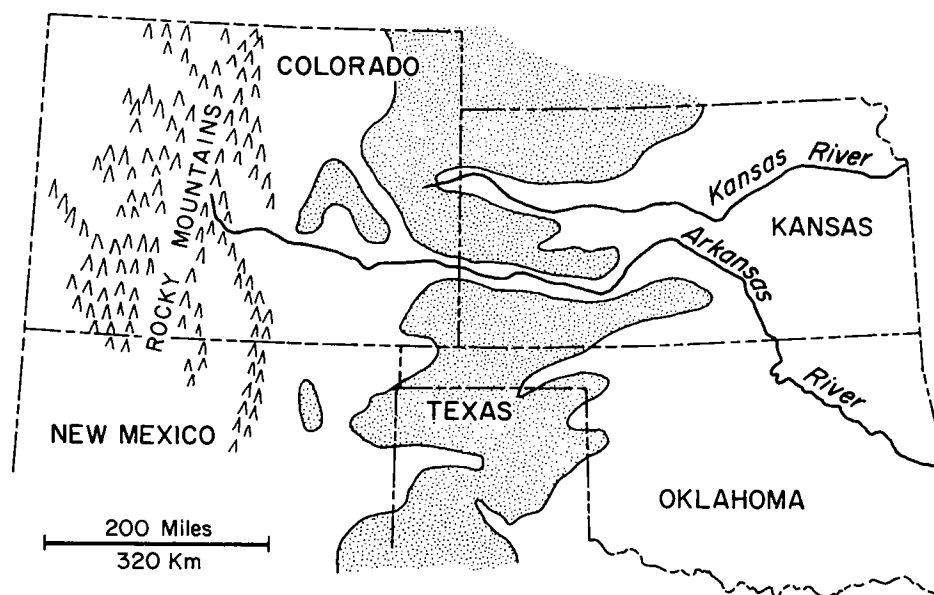 COLORADO
ROCKY MOUNTAINS
Kansas River
KANSAS
Arkansas River
NEW MEXICO
TEXAS
OKLAHOMA
200 Miles
320 Km